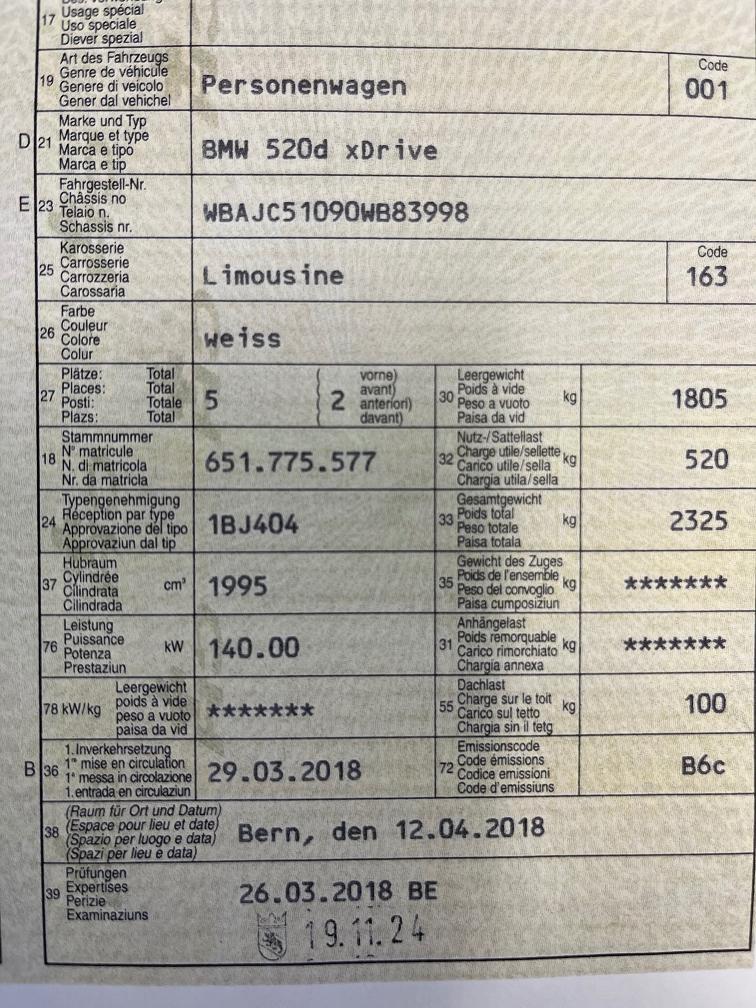 17 Usage spécial
Uso speciale
Diever spezial
Art des Fahrzeugs
19 Genre de véhicule
Genere di veicolo
Gener dal vehichel
Personenwagen
Code
001
D 21 Marke und Typ
Marque et type
Marca e tipo
Marca e tip
BMW 520d xDrive
E 23 Fahrgestell-Nr.
Châssis no
Telaio n.
Schassis nr.
WBAJC51090WB83998
25 Karosserie
Carrosserie
Carrozzeria
Carossaria
Limousine
Code
163
26 Farbe
Couleur
Colore
Colur
weiss
27 Plätze: Total
Places: Total
Posti: Totale
Plazs: Total
5
( 2 vorne)
avant)
anteriori)
davant)
30 Leergewicht
Poids à vide kg
Peso a vuoto
Paisa da vid
1805
18 Stammnummer
N° matricule
N. di matricola
Nr. da matricla
651.775.577
32 Nutz-/Sattellast
Charge utile/sellette kg
Carico utile/sella
Chargia utila/sella
520
24 Typengenehmigung
Réception par type
Approvazione del tipo
Approvaziun dal tip
1BJ404
33 Gesamtgewicht
Poids total kg
Peso totale
Paisa totala
2325
37 Hubraum
Cylindrée cm³
Cilindrata
Cilindrada
1995
35 Gewicht des Zuges
Poids de l'ensemble kg
Peso del convoglio
Paisa cumposiziun
*******
76 Leistung
Puissance kW
Potenza
Prestaziun
140.00
31 Anhängelast
Poids remorquable kg
Carico rimorchiato
Chargia annexa
*******
78 kW/kg Leergewicht
poids à vide
peso a vuoto
paisa da vid
*******
55 Dachlast
Charge sur le toit kg
Carico sul tetto
Chargia sin il tetg
100
B 36 1. Inverkehrsetzung
1re mise en circulation
1a messa in circolazione
1. entrada en circulaziun
29.03.2018
72 Emissionscode
Code émissions
Codice emissioni
Code d'emissiuns
B6c
38 (Raum für Ort und Datum)
(Espace pour lieu et date)
(Spazio per luogo e data)
(Spazi per lieu e data)
Bern, den 12.04.2018
39 Prüfungen
Expertises
Perizie
Examinaziuns
26.03.2018 BE
19.11.24